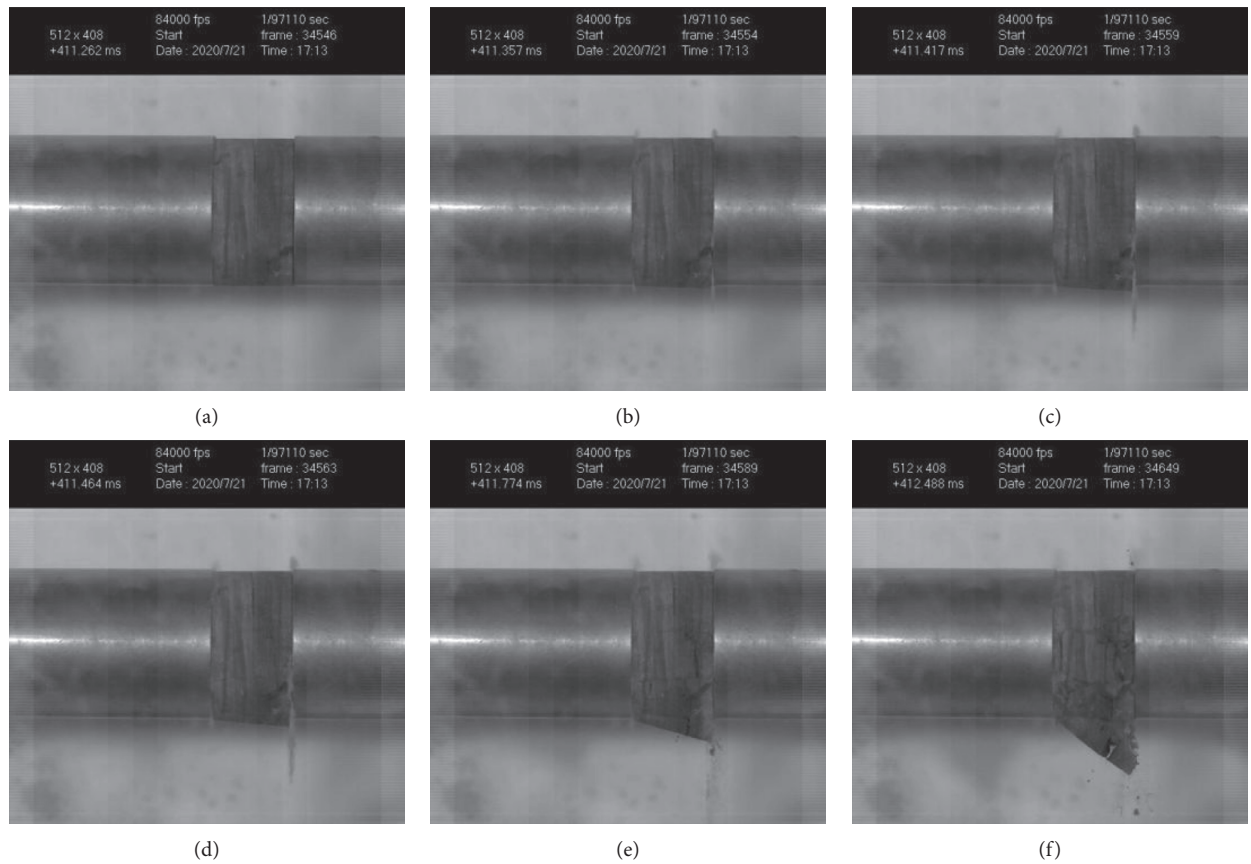 84000 fps 1/97110 sec
512 x 408 Start frame : 34546
+411.262 ms Date : 2020/7/21 Time : 17:13
84000 fps 1/97110 sec
512 x 408 Start frame : 34554
+411.357 ms Date : 2020/7/21 Time : 17:13
84000 fps 1/97110 sec
512 x 408 Start frame : 34559
+411.417 ms Date : 2020/7/21 Time : 17:13
(a)
(b)
(c)
84000 fps 1/97110 sec
512 x 408 Start frame : 34563
+411.464 ms Date : 2020/7/21 Time : 17:13
84000 fps 1/97110 sec
512 x 408 Start frame : 34589
+411.774 ms Date : 2020/7/21 Time : 17:13
84000 fps 1/97110 sec
512 x 408 Start frame : 34649
+412.488 ms Date : 2020/7/21 Time : 17:13
(d)
(e)
(f)